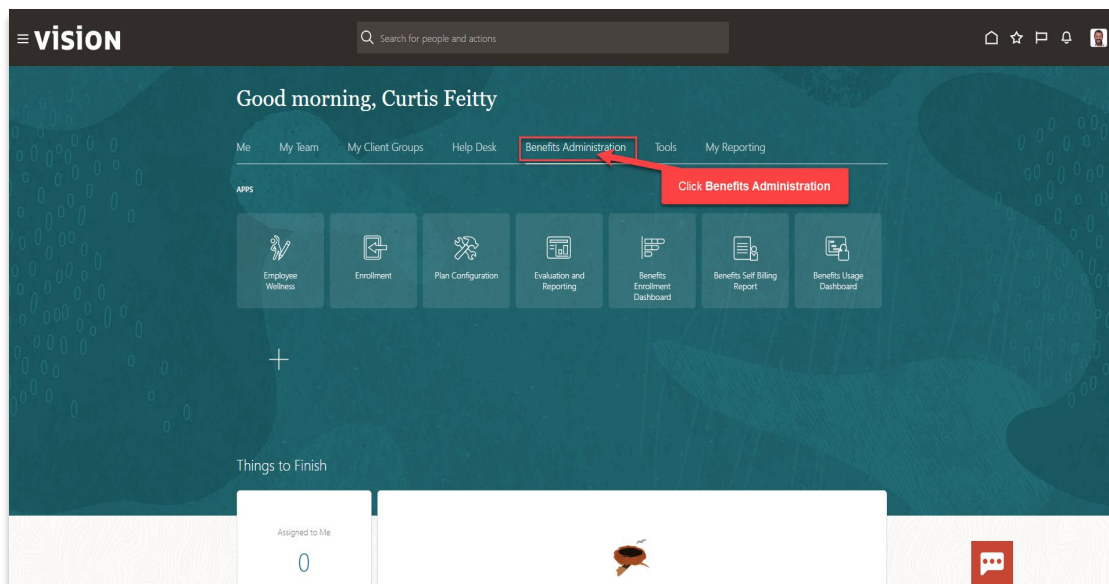 VISION
Search for people and actions
Good morning, Curtis Feitty
Me My Team My Client Groups Help Desk Benefits Administration Tools My Reporting
Click Benefits Administration
APPS
Employee
Wellness
Enrollment
Plan Configuration
Evaluation and
Reporting
Benefits
Enrollment
Dashboard
Benefits Self Billing
Report
Benefits Usage
Dashboard
Things to Finish
Assigned to Me
0